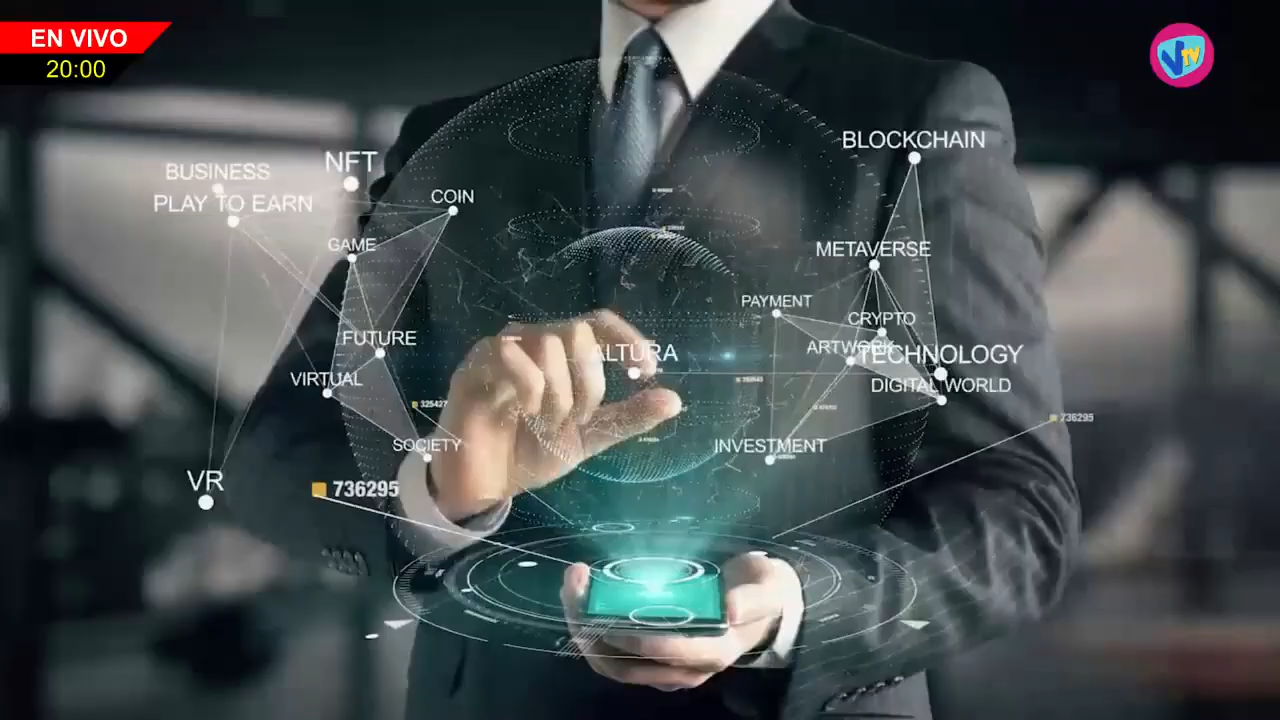 EN VIVO
20:00
VTV
BLOCKCHAIN
NFT
BUSINESS
COIN
PLAY TO EARN
GAME
METAVERSE
PAYMENT
CRYPTO
FUTURE
ARTWORK
ALTURA
TECHNOLOGY
VIRTUAL
DIGITAL WORLD
325427
736295
SOCIETY
INVESTMENT
VR
736295